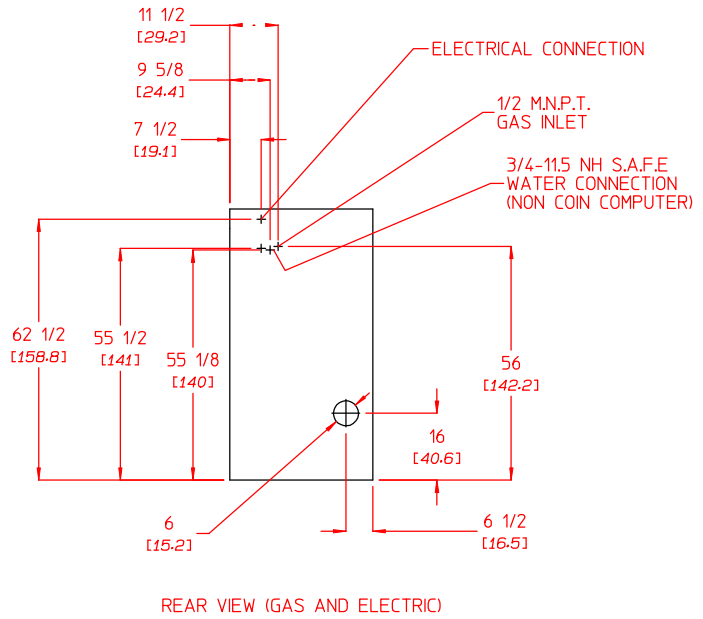 11 1/2
[29.2]
ELECTRICAL CONNECTION
9 5/8
[24.4]
1/2 M.N.P.T.
GAS INLET
7 1/2
[19.1]
3/4-11.5 NH S.A.F.E
WATER CONNECTION
(NON COIN COMPUTER)
62 1/2
[158.8]
55 1/2
[141]
55 1/8
[140]
56
[142.2]
16
[40.6]
6
[15.2]
6 1/2
[16.5]
REAR VIEW (GAS AND ELECTRIC)